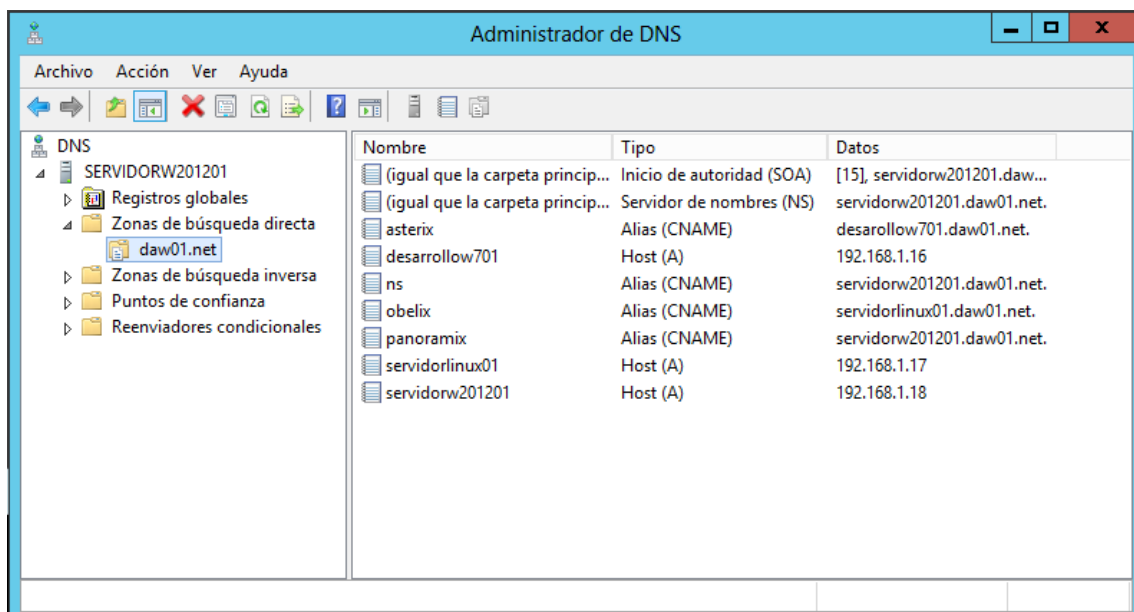 Administrador de DNS
Archivo Acción Ver Ayuda
DNS
SERVIDORW201201
Registros globales
Zonas de búsqueda directa
daw01.net
Zonas de búsqueda inversa
Puntos de confianza
Reenviadores condicionales
Nombre Tipo Datos
(igual que la carpeta princip... Inicio de autoridad (SOA) [15], servidorw201201.daw...
(igual que la carpeta princip... Servidor de nombres (NS) servidorw201201.daw01.net.
asterix Alias (CNAME) desarollow701.daw01.net.
desarrollow701 Host (A) 192.168.1.16
ns Alias (CNAME) servidorw201201.daw01.net.
obelix Alias (CNAME) servidorlinux01.daw01.net.
panoramix Alias (CNAME) servidorw201201.daw01.net.
servidorlinux01 Host (A) 192.168.1.17
servidorw201201 Host (A) 192.168.1.18